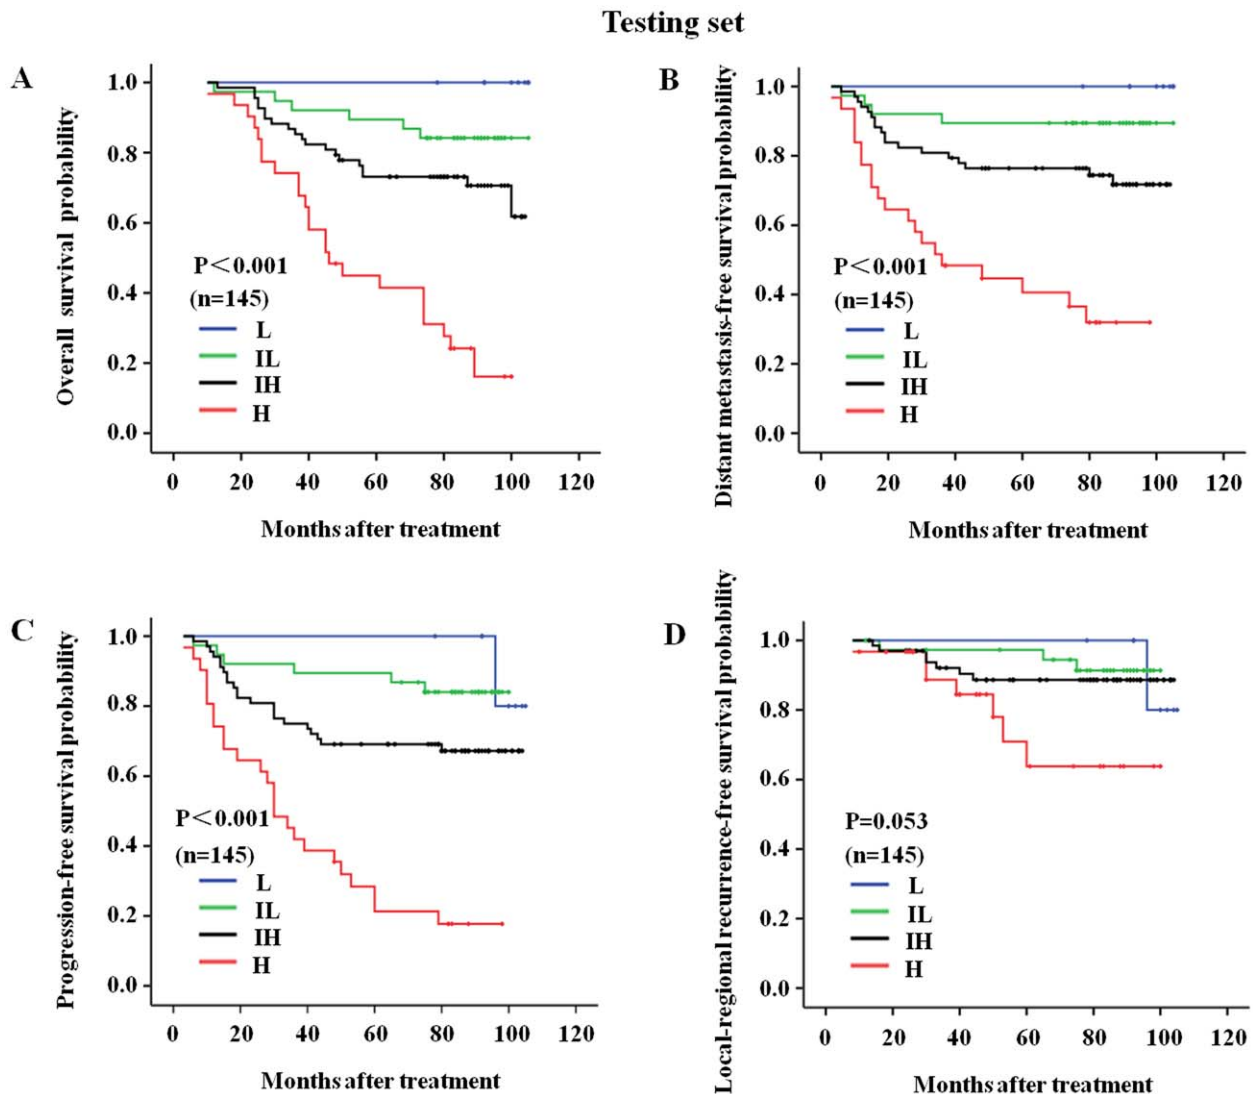 Testing set
A
Overall survival probability
1.0
0.8
0.6
0.4
0.2
0.0
P<0.001
(n=145)
L
IL
IH
H
0 20 40 60 80 100 120
Months after treatment
B
Distant metastasis-free survival probability
1.0
0.8
0.6
0.4
0.2
0.0
P<0.001
(n=145)
L
IL
IH
H
0 20 40 60 80 100 120
Months after treatment
C
Progression-free survival probability
1.0
0.8
0.6
0.4
0.2
0.0
P<0.001
(n=145)
L
IL
IH
H
0 20 40 60 80 100 120
Months after treatment
D
Local-regional recurrence-free survival probability
1.0
0.8
0.6
0.4
0.2
0.0
P=0.053
(n=145)
L
IL
IH
H
0 20 40 60 80 100 120
Months after treatment